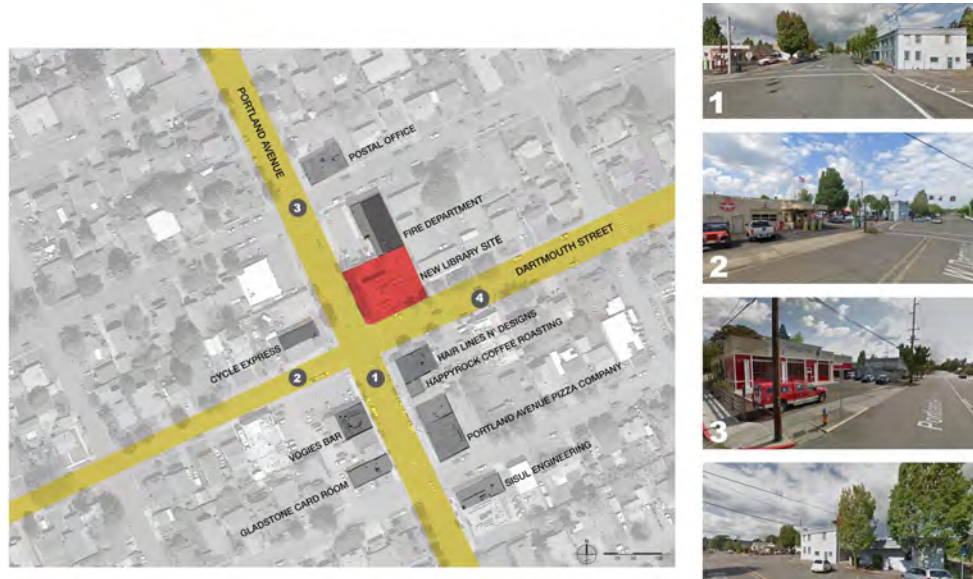 PORTLAND AVENUE
POSTAL OFFICE
3
FIRE DEPARTMENT
NEW LIBRARY SITE
DARTMOUTH STREET
4
CYCLE EXPRESS
HAIR LINES N' DESIGNS
HAPPYROCK COFFEE ROASTING
2
1
PORTLAND AVENUE PIZZA COMPANY
VOGIES BAR
GLADSTONE CARD ROOM
SISUL ENGINEERING
1
2
3